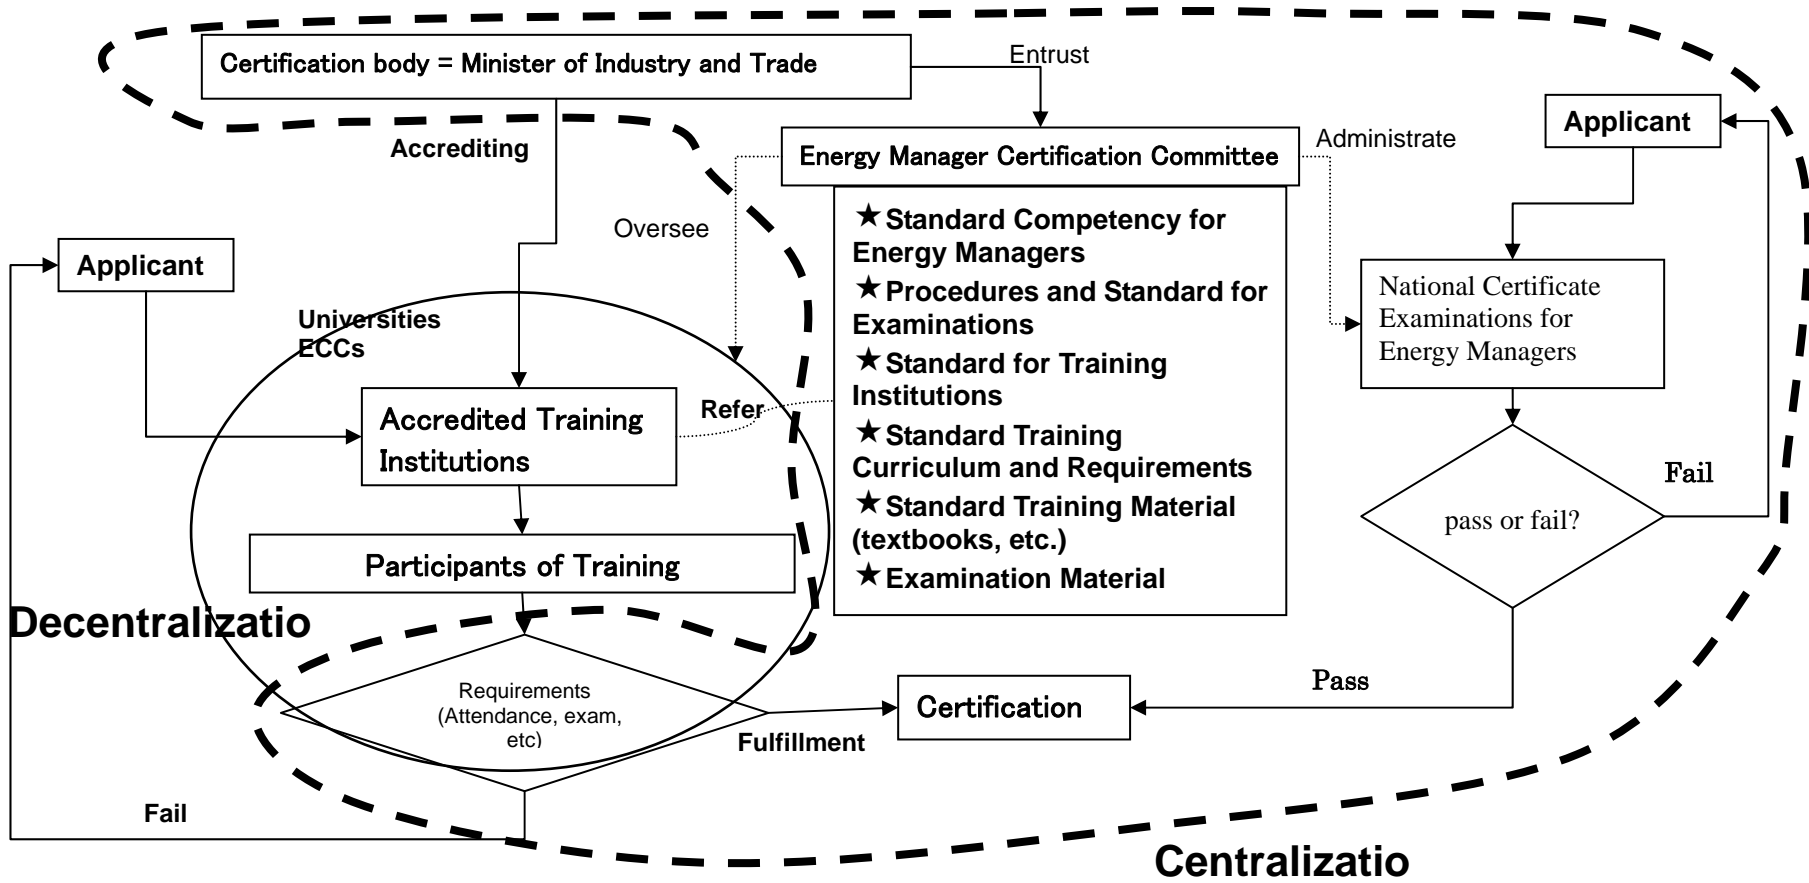 Certification body = Minister of Industry and Trade
Entrust
Accrediting
Energy Manager Certification Committee
Administrate
Applicant
Oversee
★Standard Competency for
Energy Managers
★Procedures and Standard for
Examinations
★Standard for Training
Institutions
★Standard Training
Curriculum and Requirements
★Standard Training Material
(textbooks, etc.)
★Examination Material
Applicant
National Certificate
Examinations for
Energy Managers
Universities
ECCs
Accredited Training
Institutions
Refer
Fail
pass or fail?
Participants of Training
Decentralizatio
Requirements
(Attendance, exam,
etc)
Fulfillment
Certification
Pass
Fail
Centralizatio